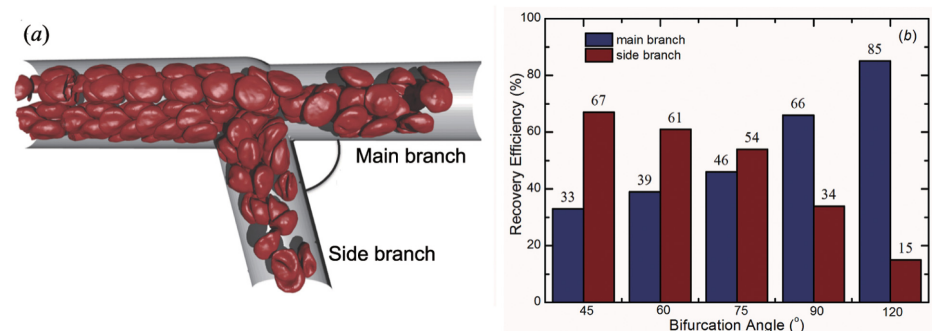 (a)
Main branch
Side branch
(b)
main branch
side branch
Recovery Efficiency (%)
100
80
60
40
20
0
33
67
39
61
46
54
66
34
85
15
45
60
75
90
120
Bifurcation Angle (°)